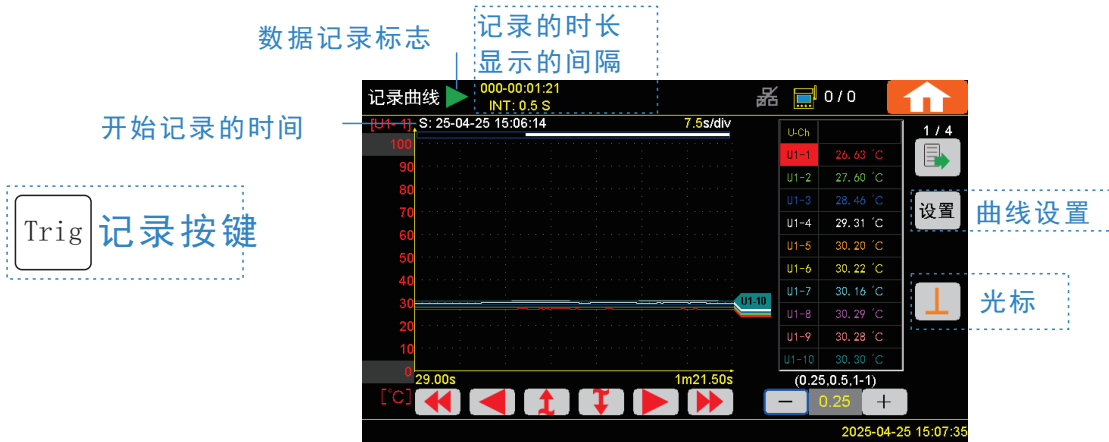 数据记录标志
记录的时长
显示的间隔
开始记录的时间
Trig 记录按键
记录曲线
000-00:01:21
INT: 0.5 S
0 / 0
[U1- 1]
S: 25-04-25 15:06:14
7.5s/div
100
90
80
70
60
50
40
30
20
10
0
[°C]
U1-10
29.00s
1m21.50s
U-Ch
U1-1 26.63 °C
U1-2 27.60 °C
U1-3 28.46 °C
U1-4 29.31 °C
U1-5 30.20 °C
U1-6 30.22 °C
U1-7 30.16 °C
U1-8 30.29 °C
U1-9 30.28 °C
U1-10 30.30 °C
(0.25,0.5,1-1)
− 0.25 +
1 / 4
设置
曲线设置
光标
2025-04-25 15:07:35